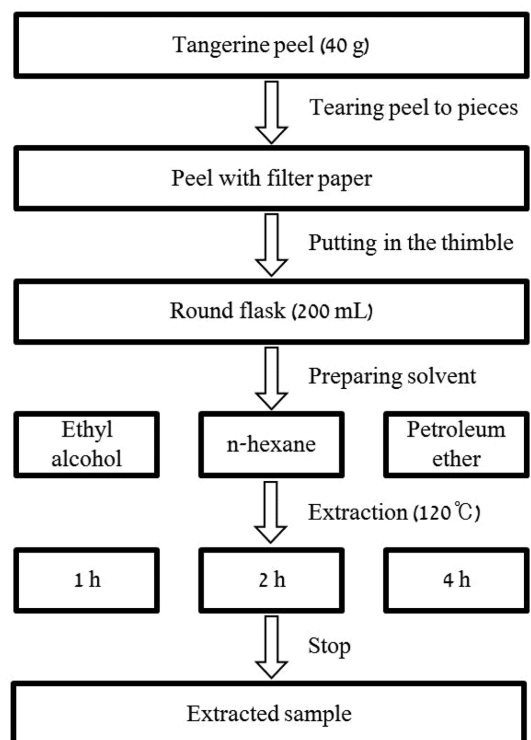 Tangerine peel (40 g)
Tearing peel to pieces
Peel with filter paper
Putting in the thimble
Round flask (200 mL)
Preparing solvent
Ethyl
alcohol
n-hexane
Petroleum
ether
Extraction (120℃)
1 h
2 h
4 h
Stop
Extracted sample